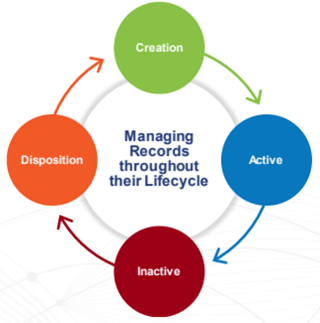 Creation
Managing
Records
throughout
their Lifecycle
Disposition
Active
Inactive